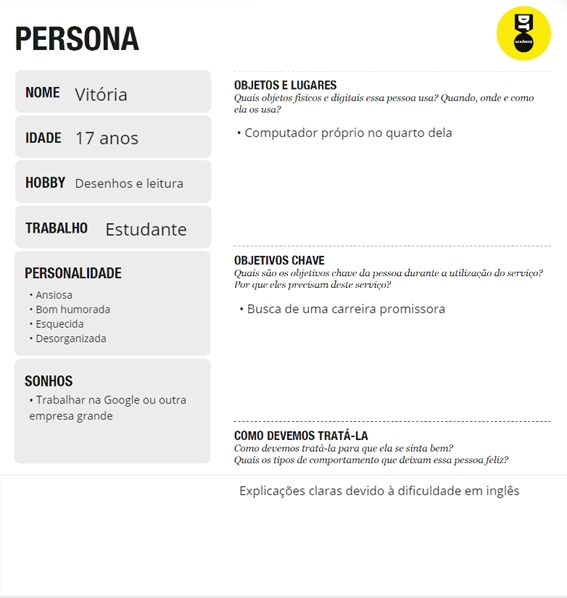 PERSONA
DT
academy
NOME Vitória
IDADE 17 anos
HOBBY Desenhos e leitura
TRABALHO Estudante
PERSONALIDADE
• Ansiosa
• Bom humorada
• Esquecida
• Desorganizada
SONHOS
• Trabalhar na Google ou outra
empresa grande
OBJETOS E LUGARES
Quais objetos físicos e digitais essa pessoa usa? Quando, onde e como
ela os usa?
• Computador próprio no quarto dela
OBJETIVOS CHAVE
Quais são os objetivos chave da pessoa durante a utilização do serviço?
Por que eles precisam deste serviço?
• Busca de uma carreira promissora
COMO DEVEMOS TRATÁ-LA
Como devemos tratá-la para que ela se sinta bem?
Quais os tipos de comportamento que deixam essa pessoa feliz?
Explicações claras devido à dificuldade em inglês